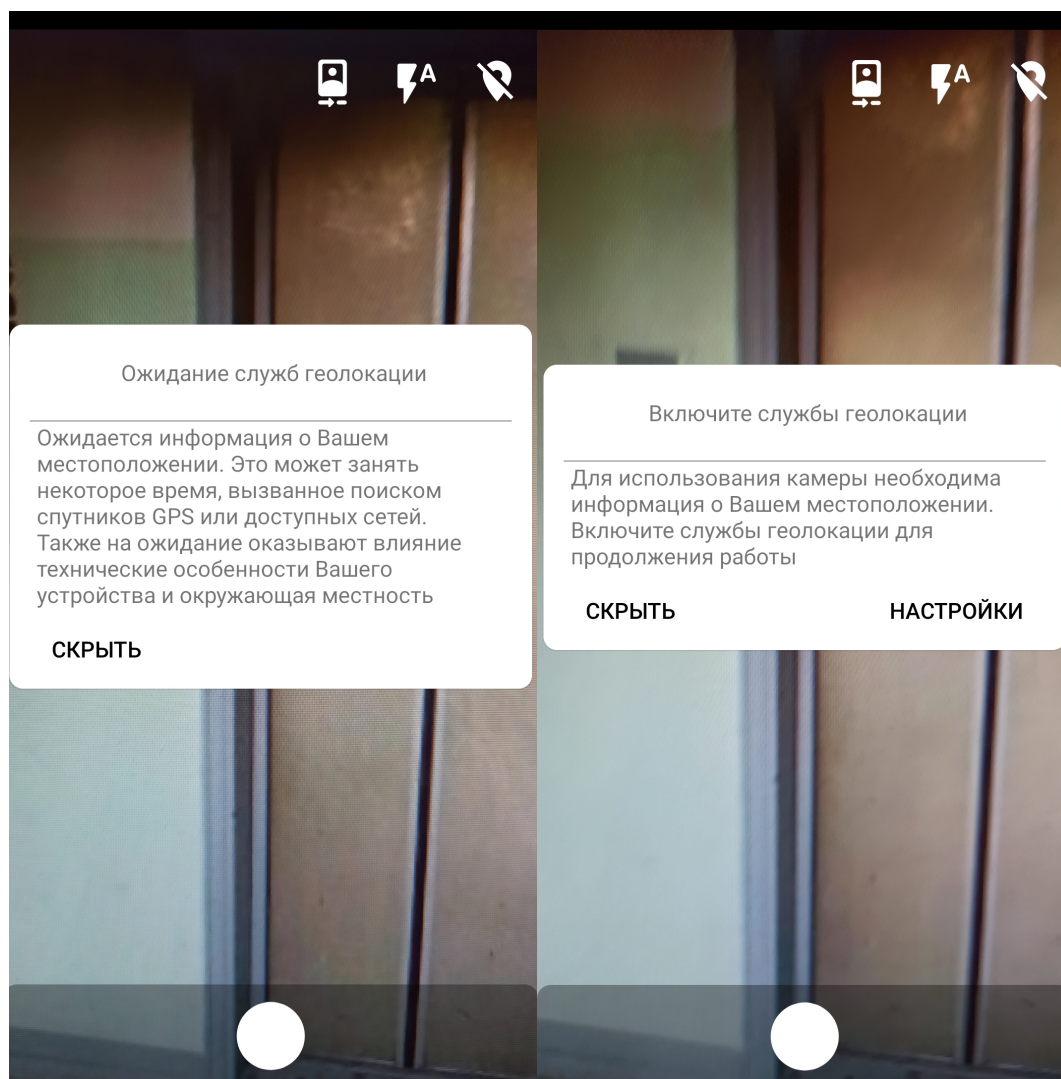 A
Ожидание служб геолокации
Ожидается информация о Вашем
местоположении. Это может занять
некоторое время, вызванное поиском
спутников GPS или доступных сетей.
Также на ожидание оказывают влияние
технические особенности Вашего
устройства и окружающая местность
СКРЫТЬ
A
Включите службы геолокации
Для использования камеры необходима
информация о Вашем местоположении.
Включите службы геолокации для
продолжения работы
СКРЫТЬ НАСТРОЙКИ